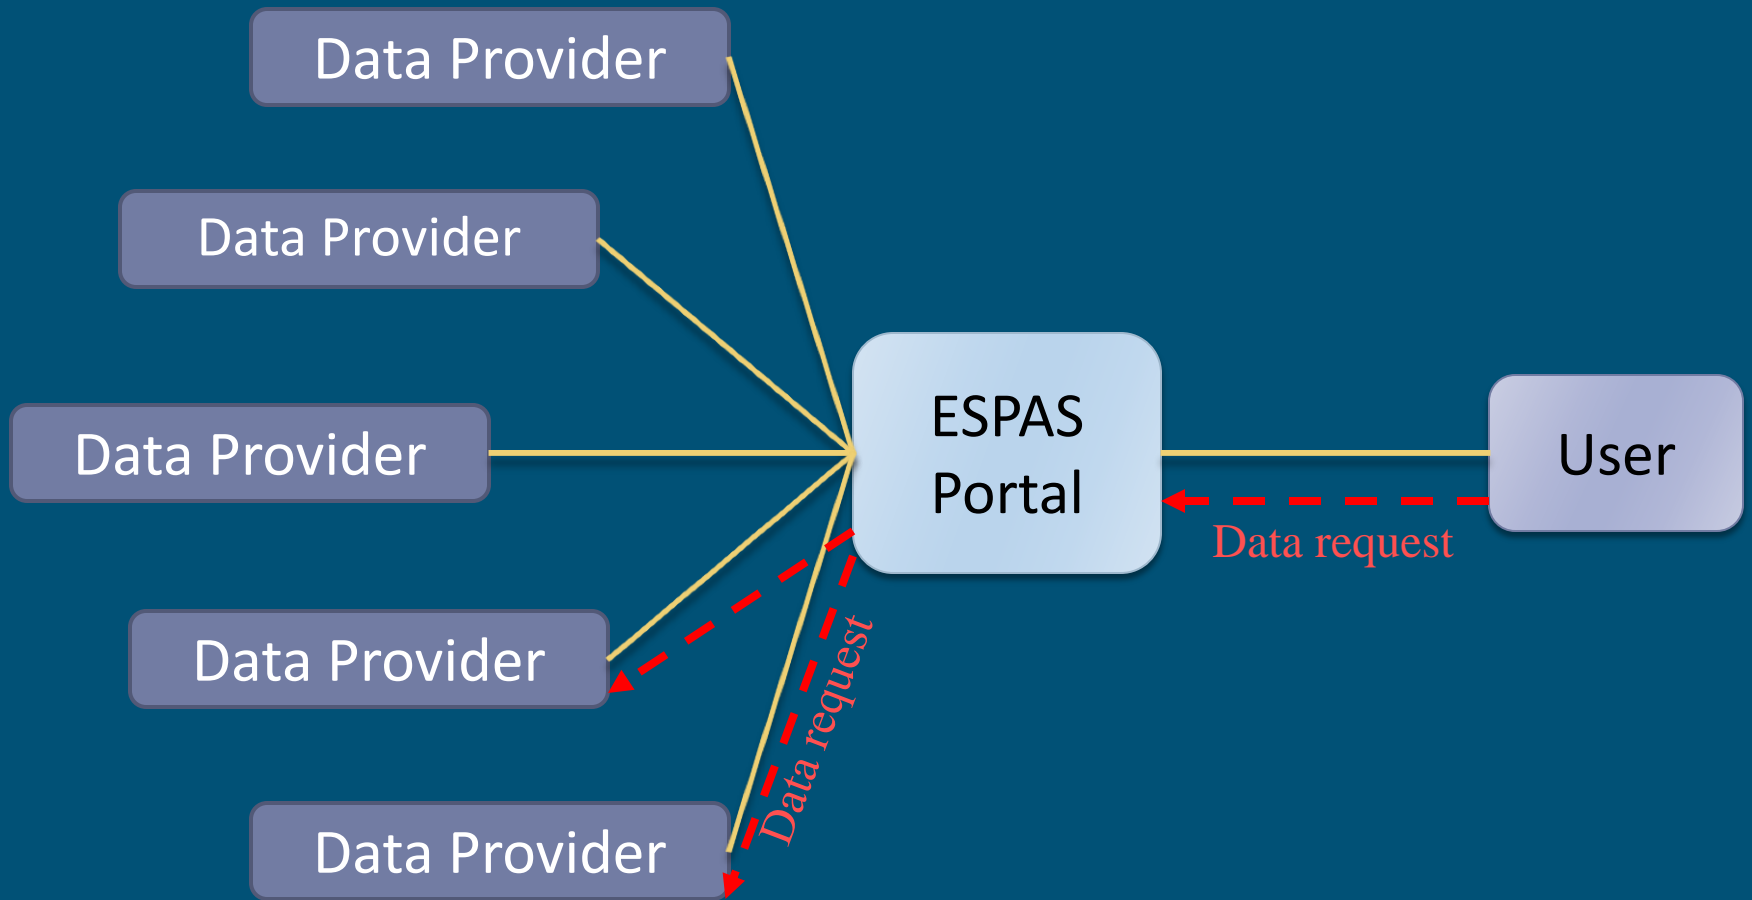 Data Provider
Data Provider
ESPAS
Portal
Data Provider
User
Data request
Data Provider
Data request
Data Provider